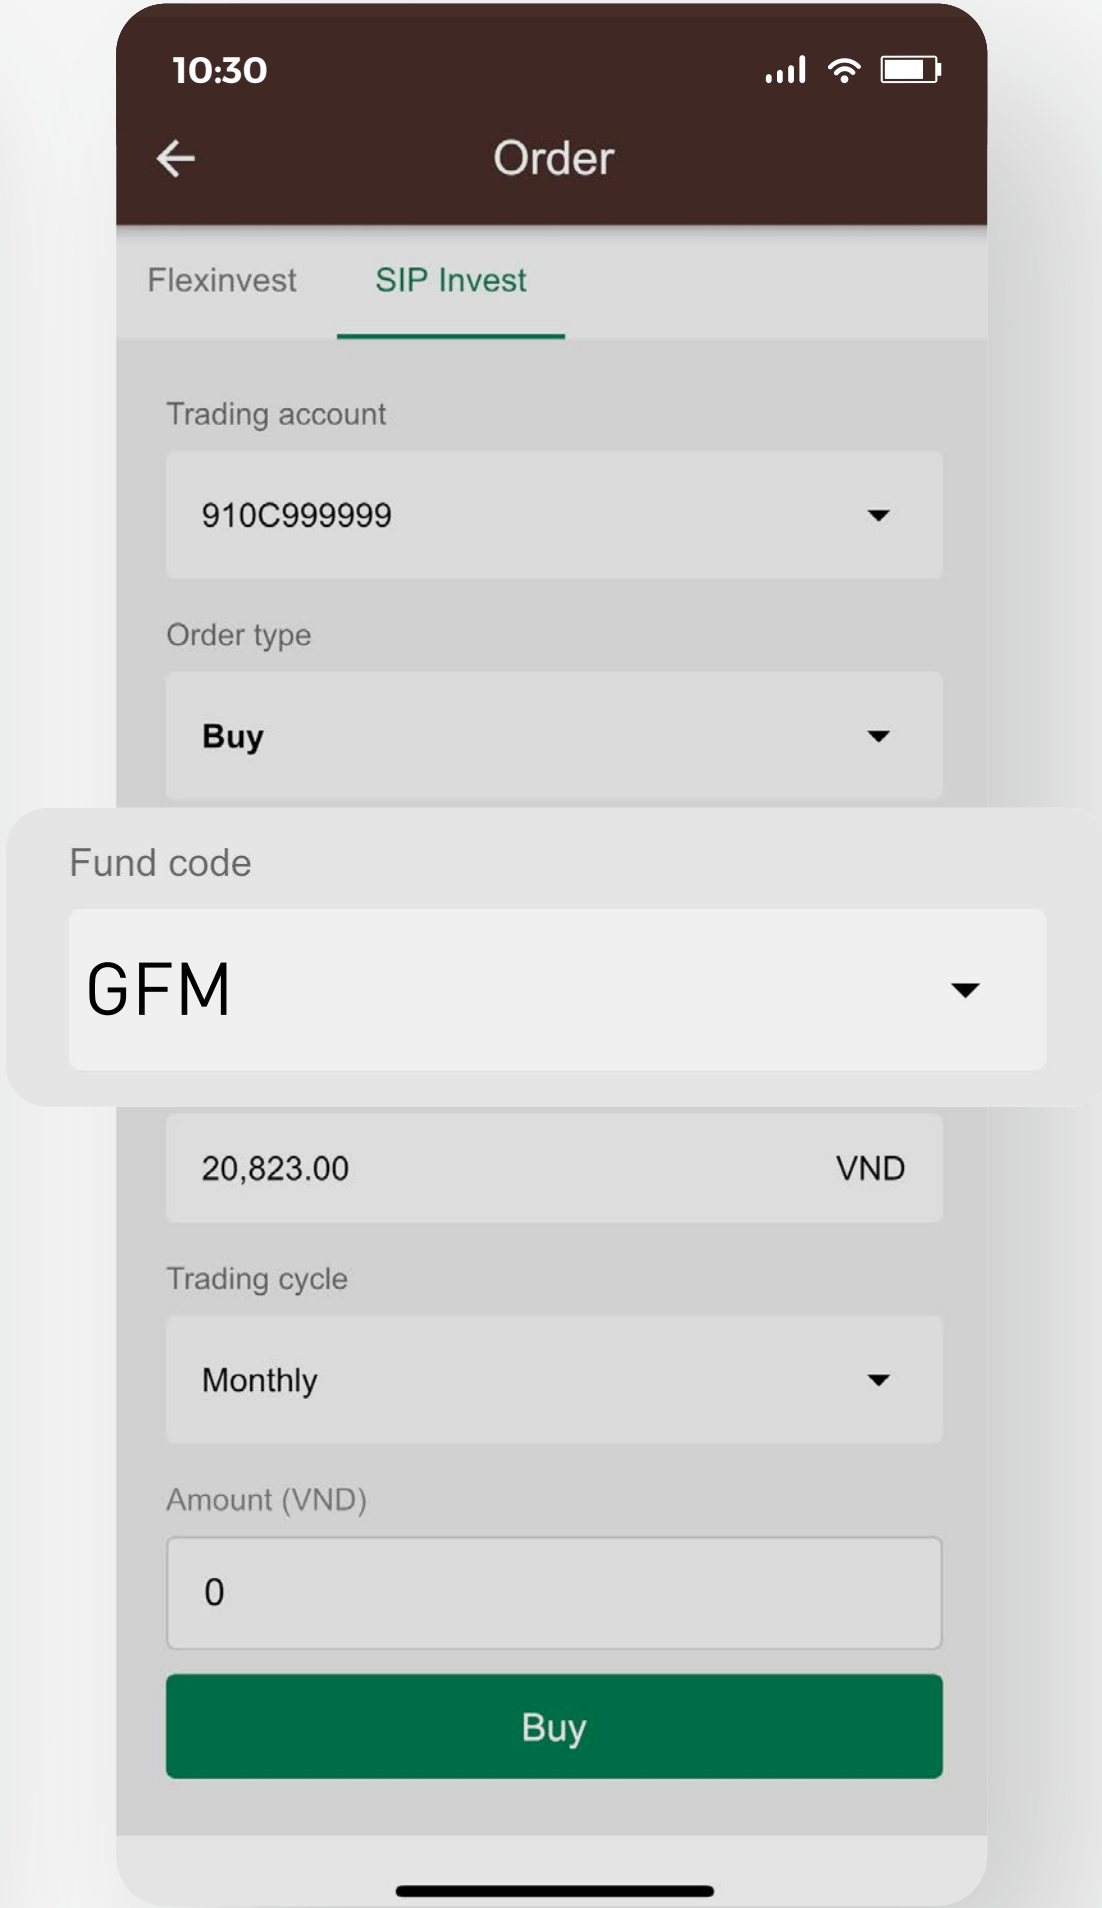 10:30
Order
Flexinvest SIP Invest
Trading account
910C999999
Order type
Buy
Fund code
GFM
20,823.00 VND
Trading cycle
Monthly
Amount (VND)
0
Buy